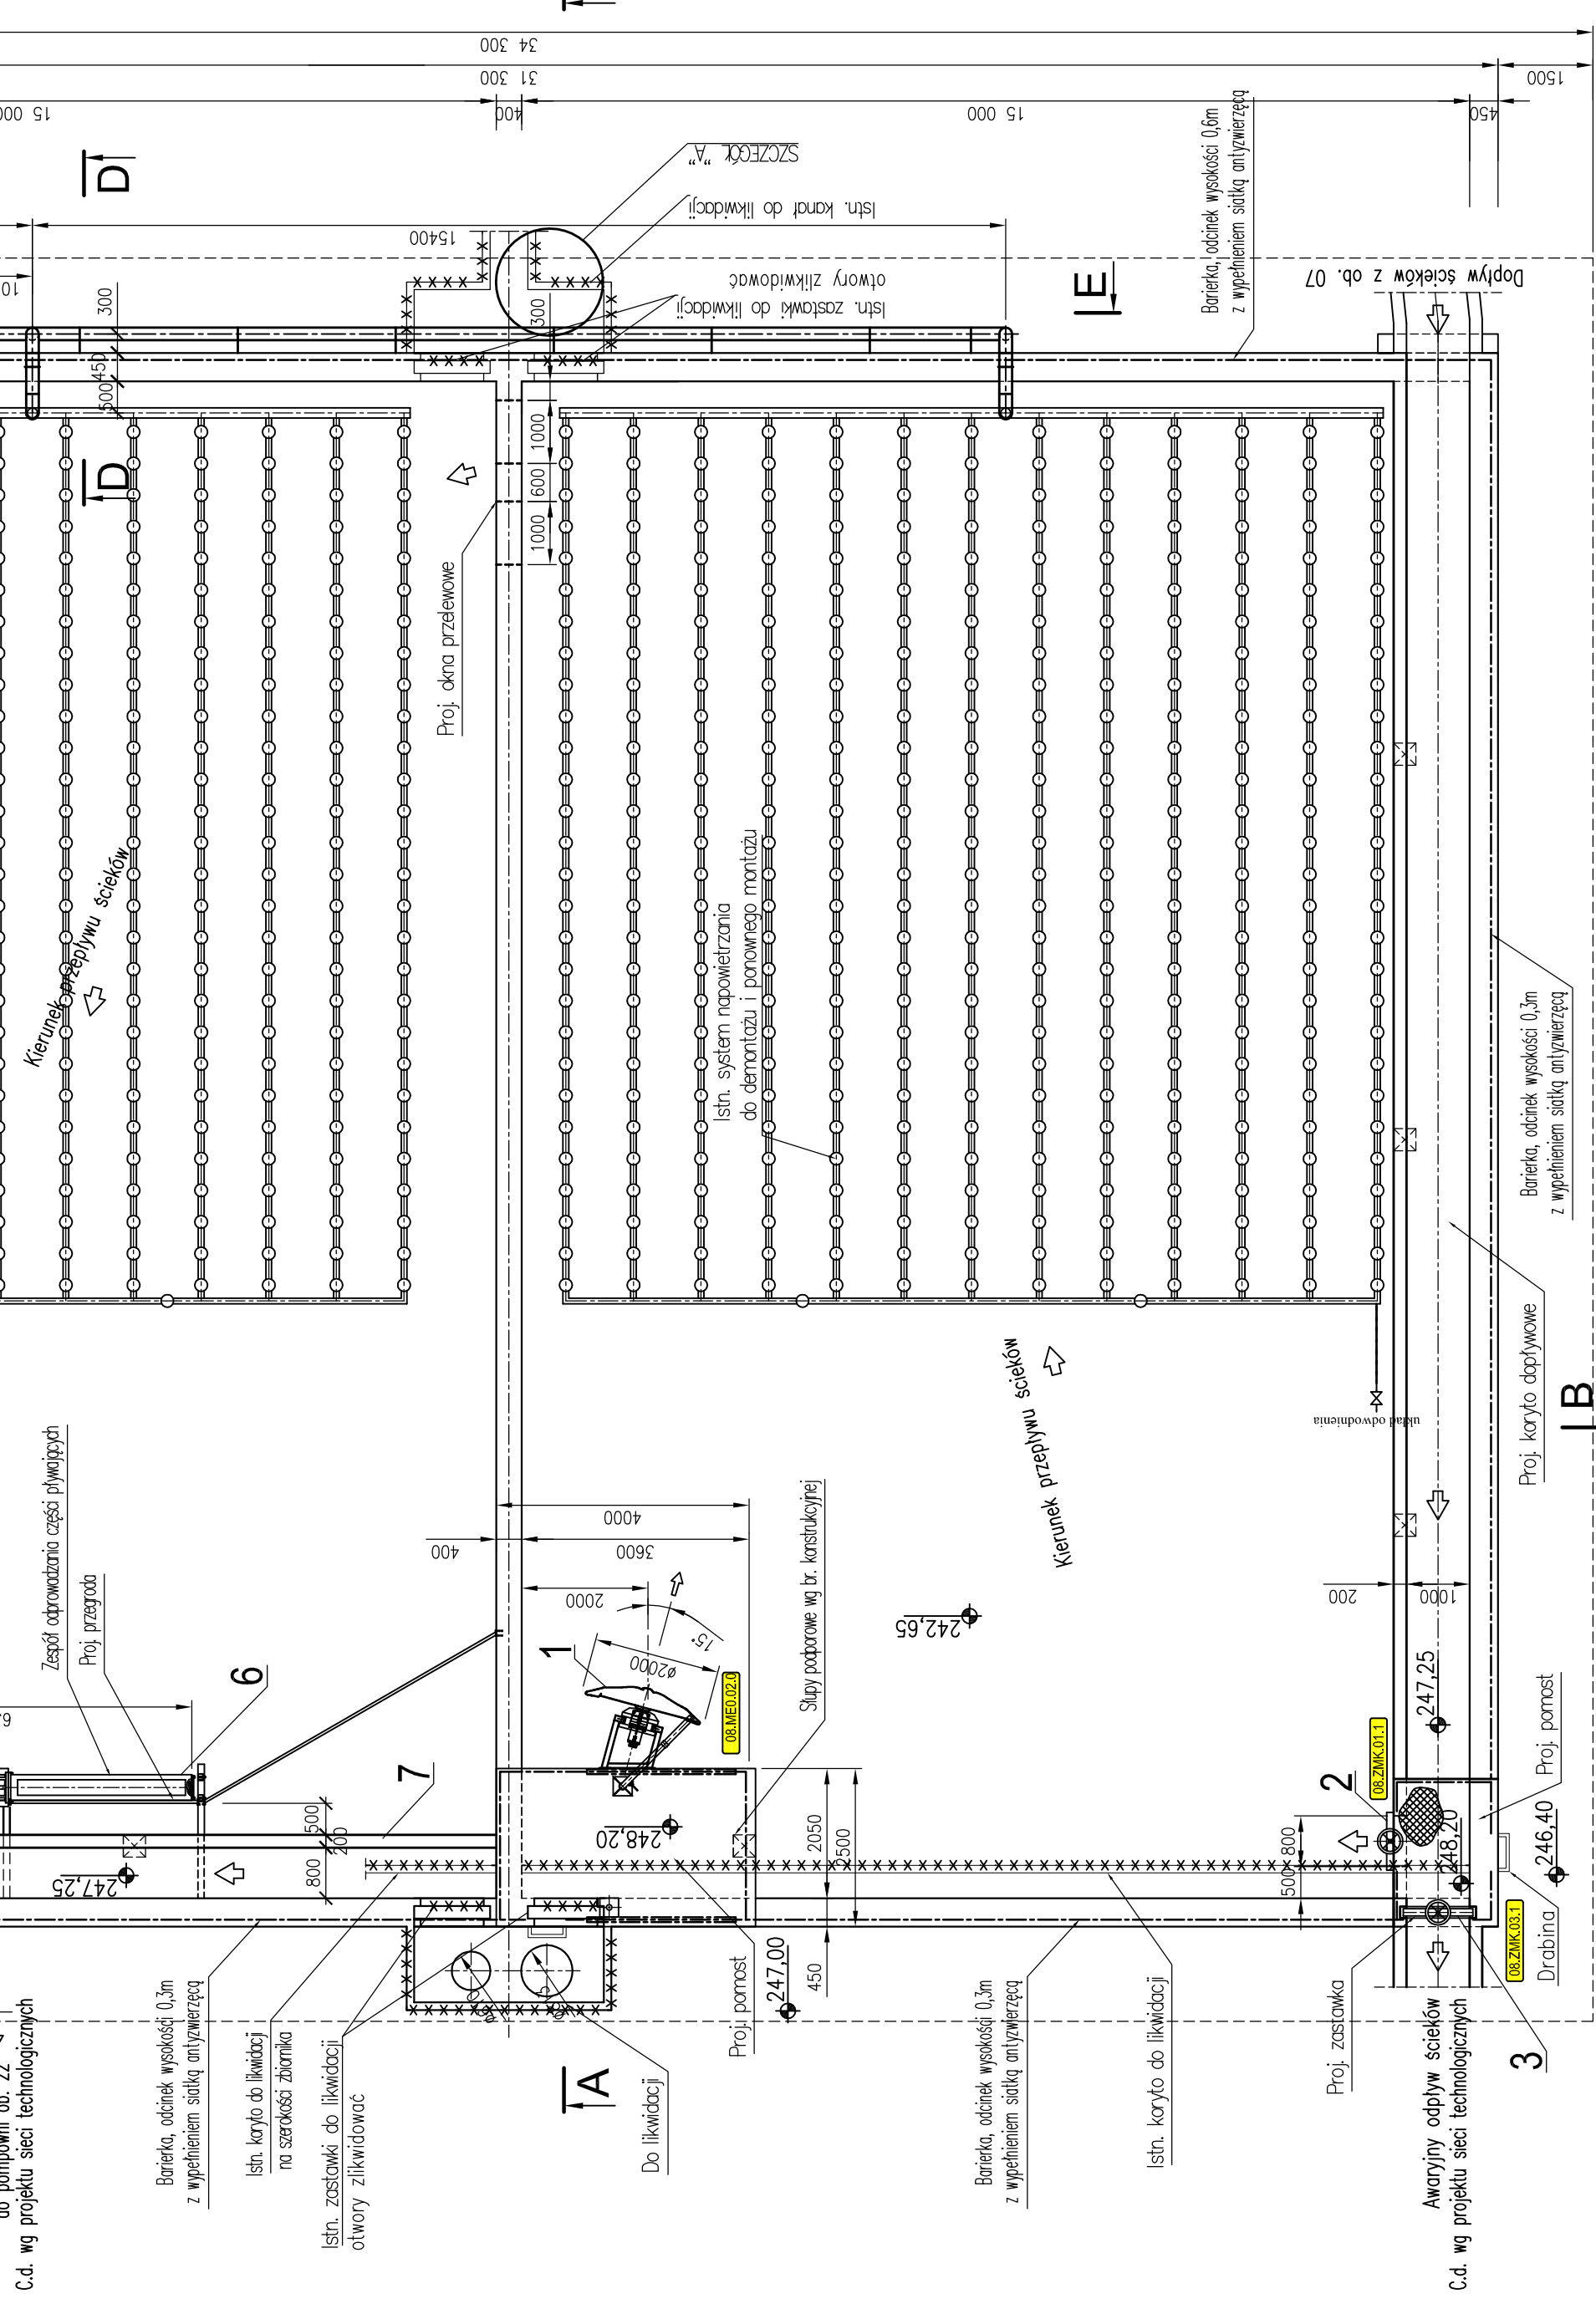 34 300
31 300
15 000
400
15 000
450
1500
D
SZCZEGÓŁ "A"
Istn. kanał do likwidacji
15400
otwory zlikwidować
Istn. zastawki do likwidacji
300
300
450
500
E
Barierka, odcinek wysokości 0,6m
z wypełnieniem siatką antyzwierzęcą
Dopływ ścieków z ob. 07
D
1000
600
1000
Proj. okna przelewowe
Kierunek przepływu ścieków
Istn. system napowietrzania
do demontażu i ponownego montażu
Barierka, odcinek wysokości 0,3m
z wypełnieniem siatką antyzwierzęcą
Kierunek przepływu ścieków
układ odwodnienia
Proj. koryto dopływowe
B
Zespół odprowadzania części pływających
Proj. przegroda
6
7
400
4000
3600
2000
15°
ø2000
1
08.ME0.02.0
Słupy podporowe wg br. konstrukcyjnej
242,65
200
1000
247,25
Proj. pomost
2
08.ZMK.01.1
500
200
800
247,25
248,20
2050
2500
450
800
500
248,20
246,40
Drabina
08.ZMK.03.1
3
Proj. zastawka
Awaryjny odpływ ścieków
C.d. wg projektu sieci technologicznych
Istn. koryto do likwidacji
Barierka, odcinek wysokości 0,3m
z wypełnieniem siatką antyzwierzęcą
247,00
Proj. pomost
Do likwidacji
A
Istn. zastawki do likwidacji
otwory zlikwidować
Istn. koryto do likwidacji
na szerokości zbiornika
Barierka, odcinek wysokości 0,3m
z wypełnieniem siatką antyzwierzęcą
do pompowni ob. 22
C.d. wg projektu sieci technologicznych